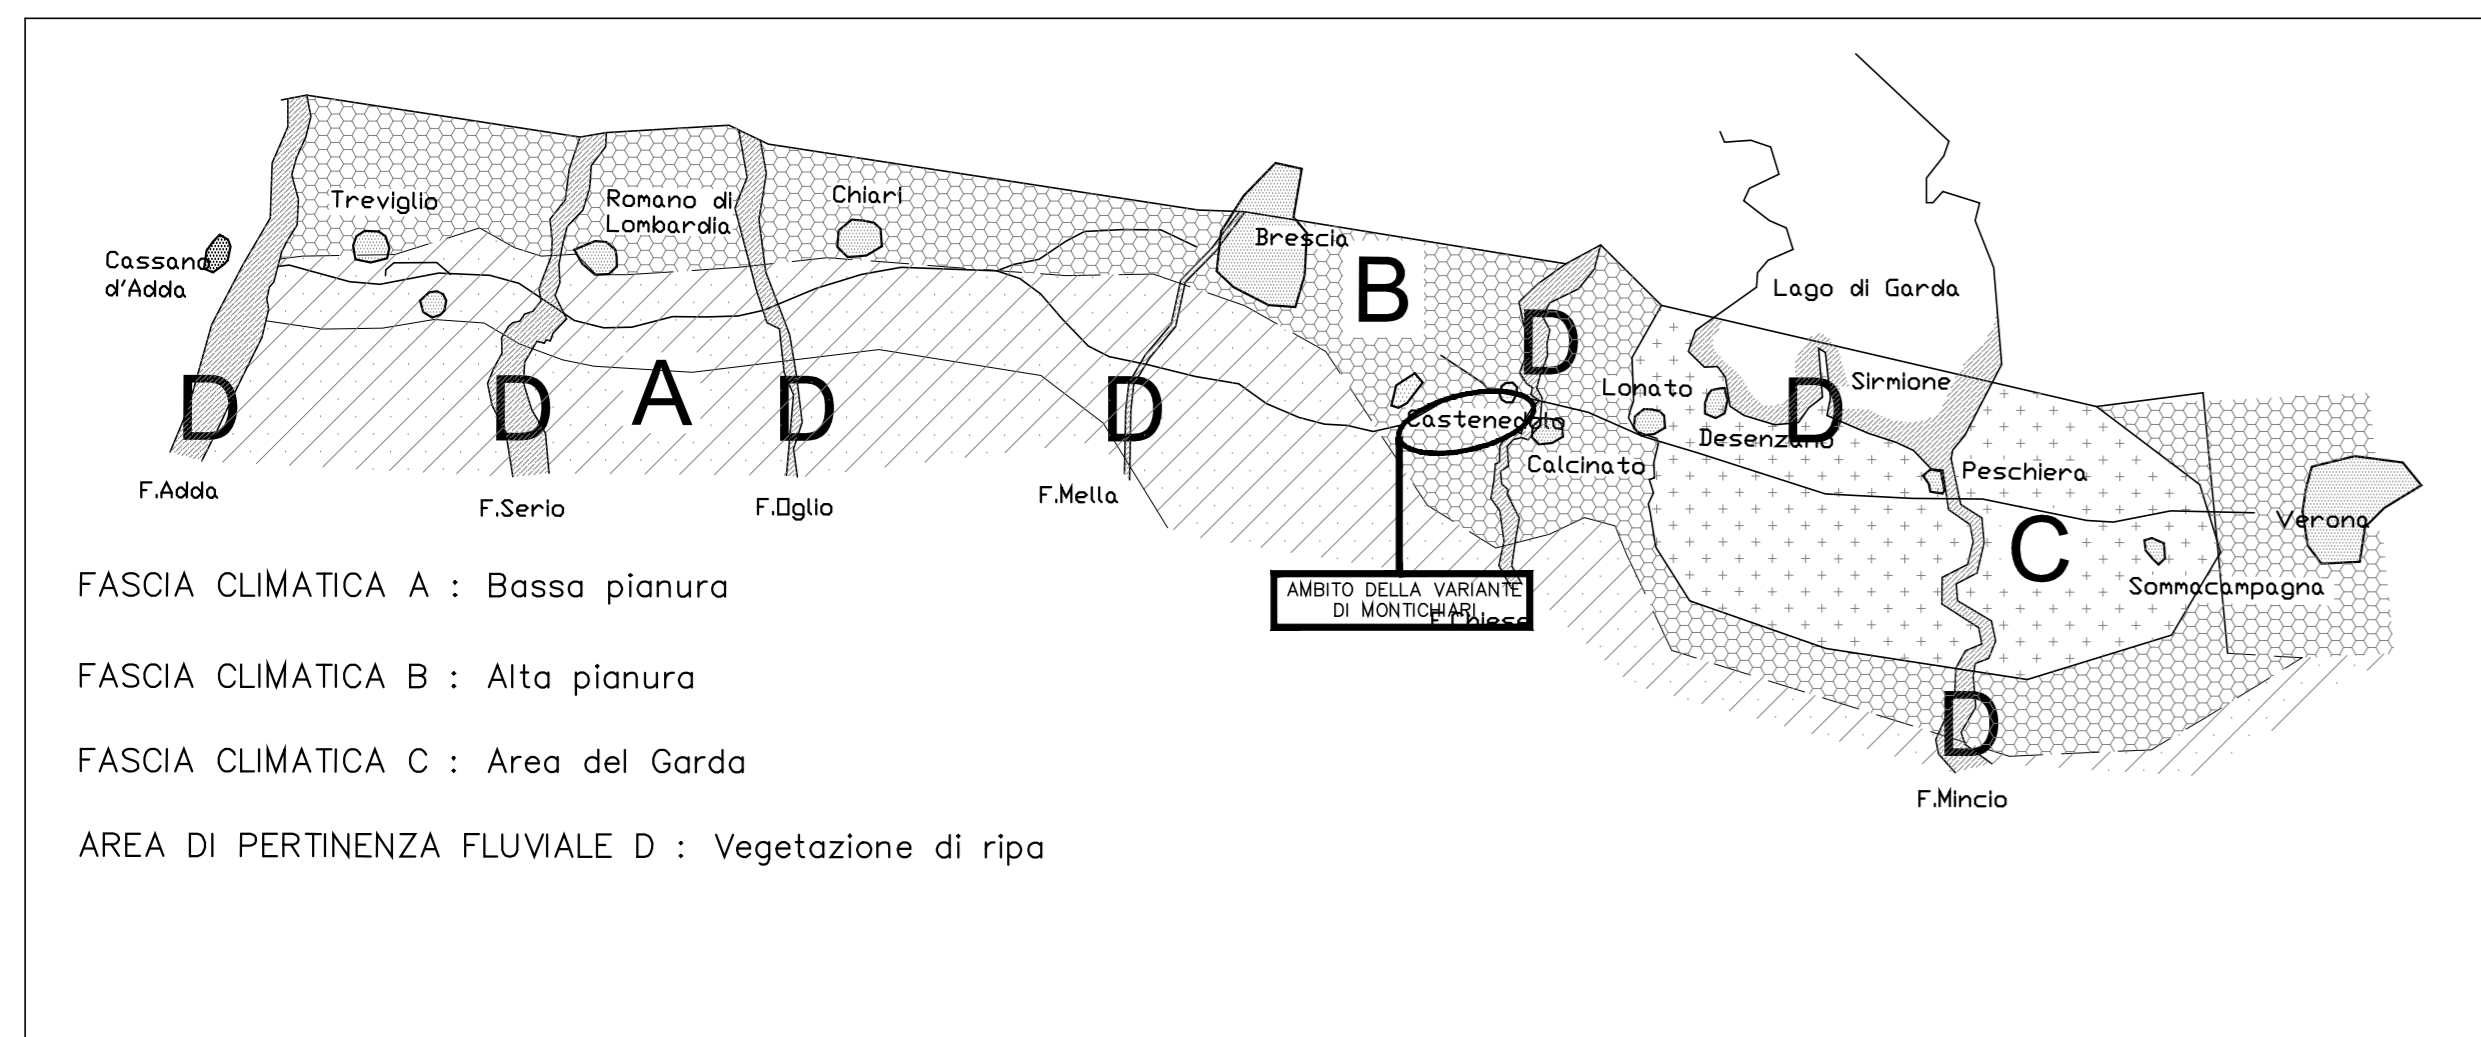 Treviglio
Romano di
Lombardia
Chiari
Brescia
Cassano
d'Adda
B
Lago di Garda
D
Lonato
Sirmione
D
D
A
D
D
D
Castenedolo
Desenzano
D
Calcinato
Peschiera
F.Adda
F.Serio
F.Oglio
F.Mella
Verona
C
Sommacampagna
AMBITO DELLA VARIANTE
DI MONTICHIARI
F.Chiese
D
F.Mincio
FASCIA CLIMATICA A : Bassa pianura
FASCIA CLIMATICA B : Alta pianura
FASCIA CLIMATICA C : Area del Garda
AREA DI PERTINENZA FLUVIALE D : Vegetazione di ripa